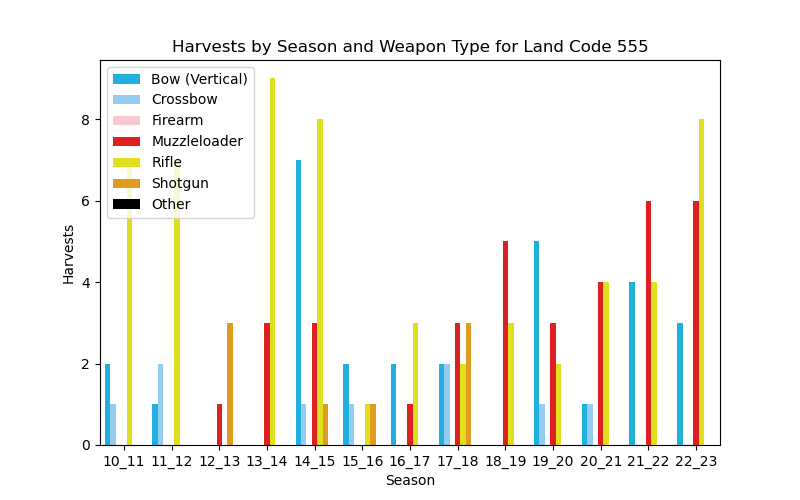 Harvests by Season and Weapon Type for Land Code 555
Bow (Vertical)
Crossbow
Firearm
Muzzleloader
Rifle
Shotgun
Other
8
6
4
2
0
Harvests
10_11 11_12 12_13 13_14 14_15 15_16 16_17 17_18 18_19 19_20 20_21 21_22 22_23
Season